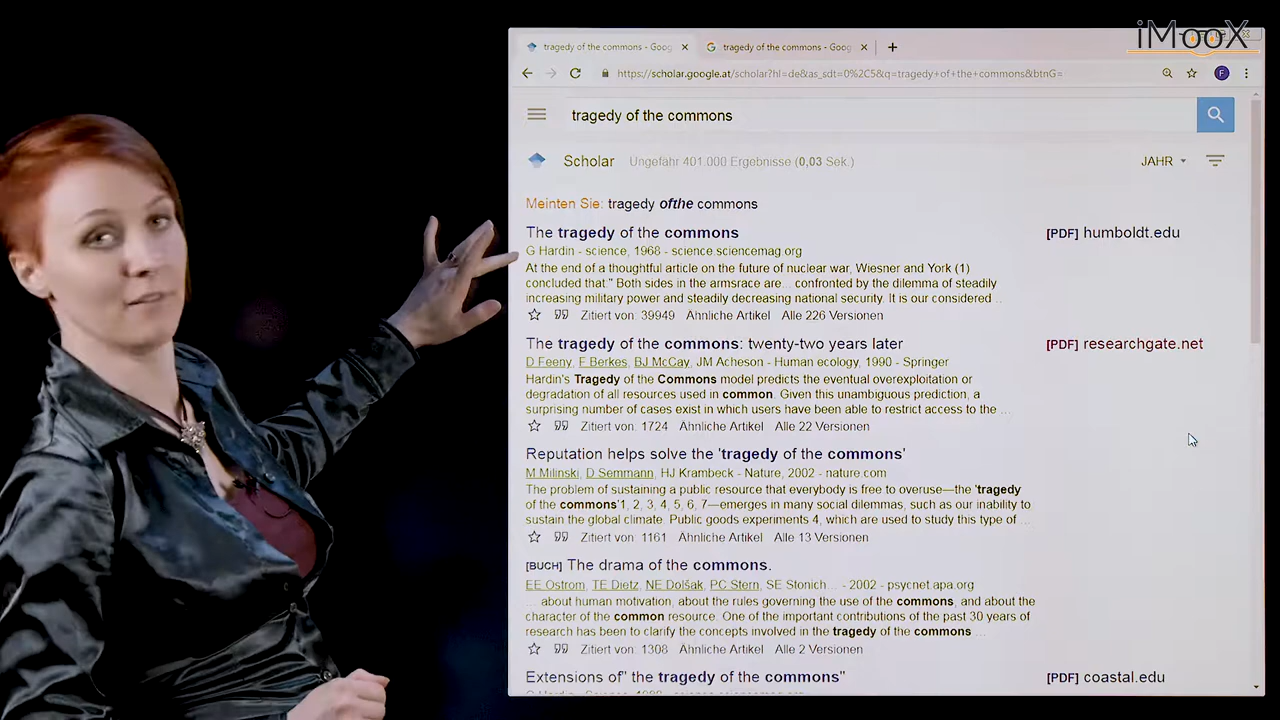 iMooX
tragedy of the commons - Goog
tragedy of the commons - Goog
https://scholar.google.at/scholar?hl=de&as_sdt=0%2C5&q=tragedy+of+the+commons&btnG=
F
tragedy of the commons
Scholar Ungefähr 401.000 Ergebnisse (0,03 Sek.) JAHR
Meinten Sie: tragedy ofthe commons
The tragedy of the commons [PDF] humboldt.edu
G Hardin - science, 1968 - science.sciencemag.org
At the end of a thoughtful article on the future of nuclear war, Wiesner and York (1)
concluded that:" Both sides in the armsrace are… confronted by the dilemma of steadily
increasing military power and steadily decreasing national security. It is our considered …
Zitiert von: 39949 Ähnliche Artikel Alle 226 Versionen
The tragedy of the commons: twenty-two years later [PDF] researchgate.net
D Feeny, F Berkes, BJ McCay, JM Acheson - Human ecology, 1990 - Springer
Hardin's Tragedy of the Commons model predicts the eventual overexploitation or
degradation of all resources used in common. Given this unambiguous prediction, a
surprising number of cases exist in which users have been able to restrict access to the …
Zitiert von: 1724 Ähnliche Artikel Alle 22 Versionen
Reputation helps solve the 'tragedy of the commons'
M Milinski, D Semmann, HJ Krambeck - Nature, 2002 - nature.com
The problem of sustaining a public resource that everybody is free to overuse—the 'tragedy
of the commons'1, 2, 3, 4, 5, 6, 7—emerges in many social dilemmas, such as our inability to
sustain the global climate. Public goods experiments 4, which are used to study this type of …
Zitiert von: 1161 Ähnliche Artikel Alle 13 Versionen
[BUCH] The drama of the commons.
EE Ostrom, TE Dietz, NE Dolšak, PC Stern, SE Stonich… - 2002 - psycnet.apa.org
… about human motivation, about the rules governing the use of the commons, and about the
character of the common resource. One of the important contributions of the past 30 years of
research has been to clarify the concepts involved in the tragedy of the commons …
Zitiert von: 1308 Ähnliche Artikel Alle 2 Versionen
Extensions of" the tragedy of the commons" [PDF] coastal.edu